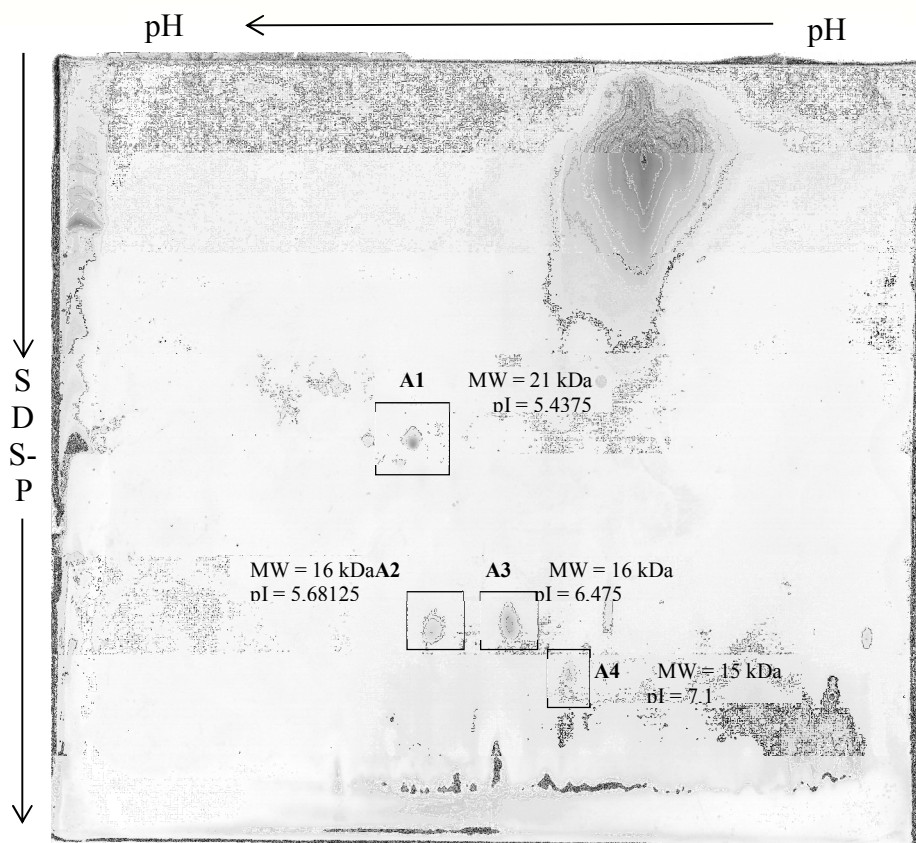 pH
pH
S
D
S-
P
A1
MW = 21 kDa
pI = 5.4375
MW = 16 kDa
pI = 5.68125
A2
A3
MW = 16 kDa
pI = 6.475
A4
MW = 15 kDa
pI = 7.1